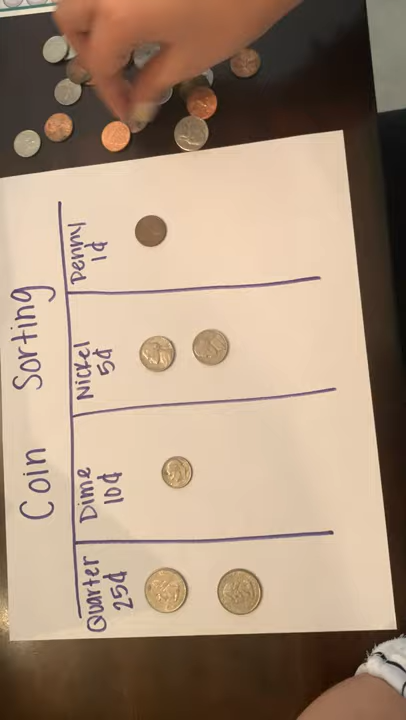 Coin Sorting
Quarter
25¢
Dime
10¢
Nickel
5¢
Penny
1¢